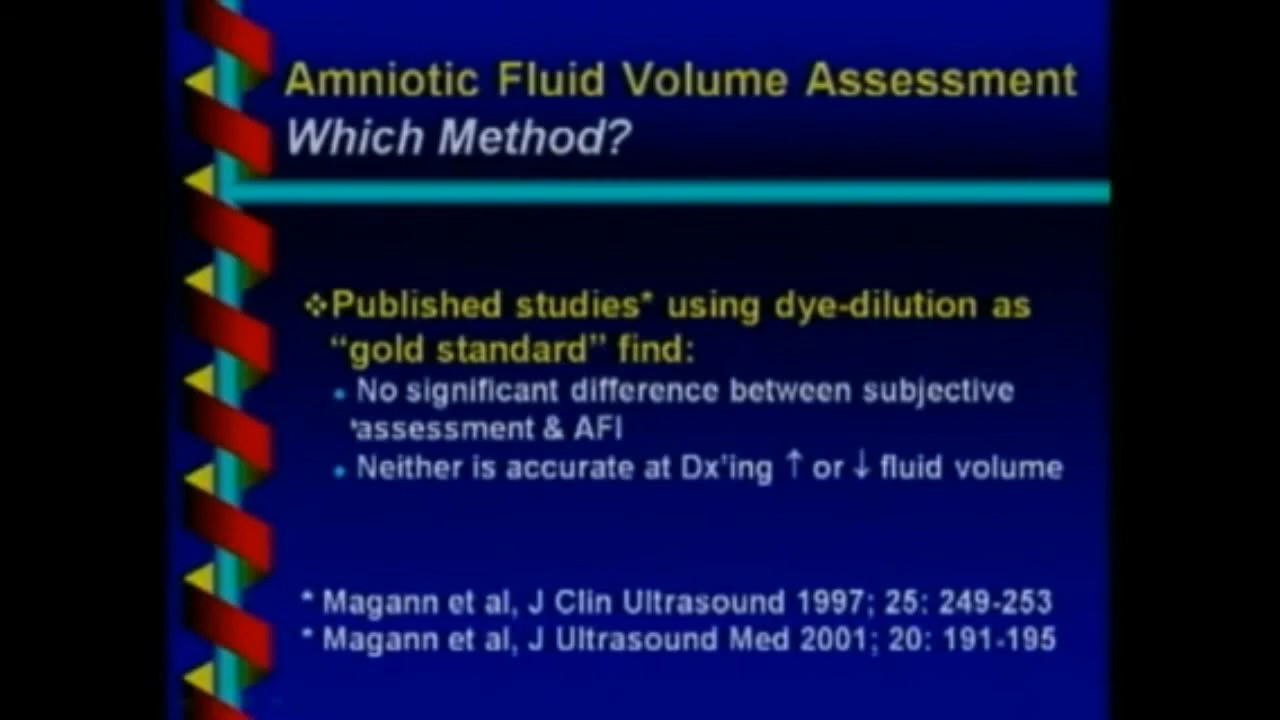 Amniotic Fluid Volume Assessment
Which Method?
❖Published studies* using dye-dilution as
“gold standard” find:
• No significant difference between subjective
assessment & AFI
• Neither is accurate at Dx'ing ↑ or ↓ fluid volume
* Magann et al, J Clin Ultrasound 1997; 25: 249-253
* Magann et al, J Ultrasound Med 2001; 20: 191-195